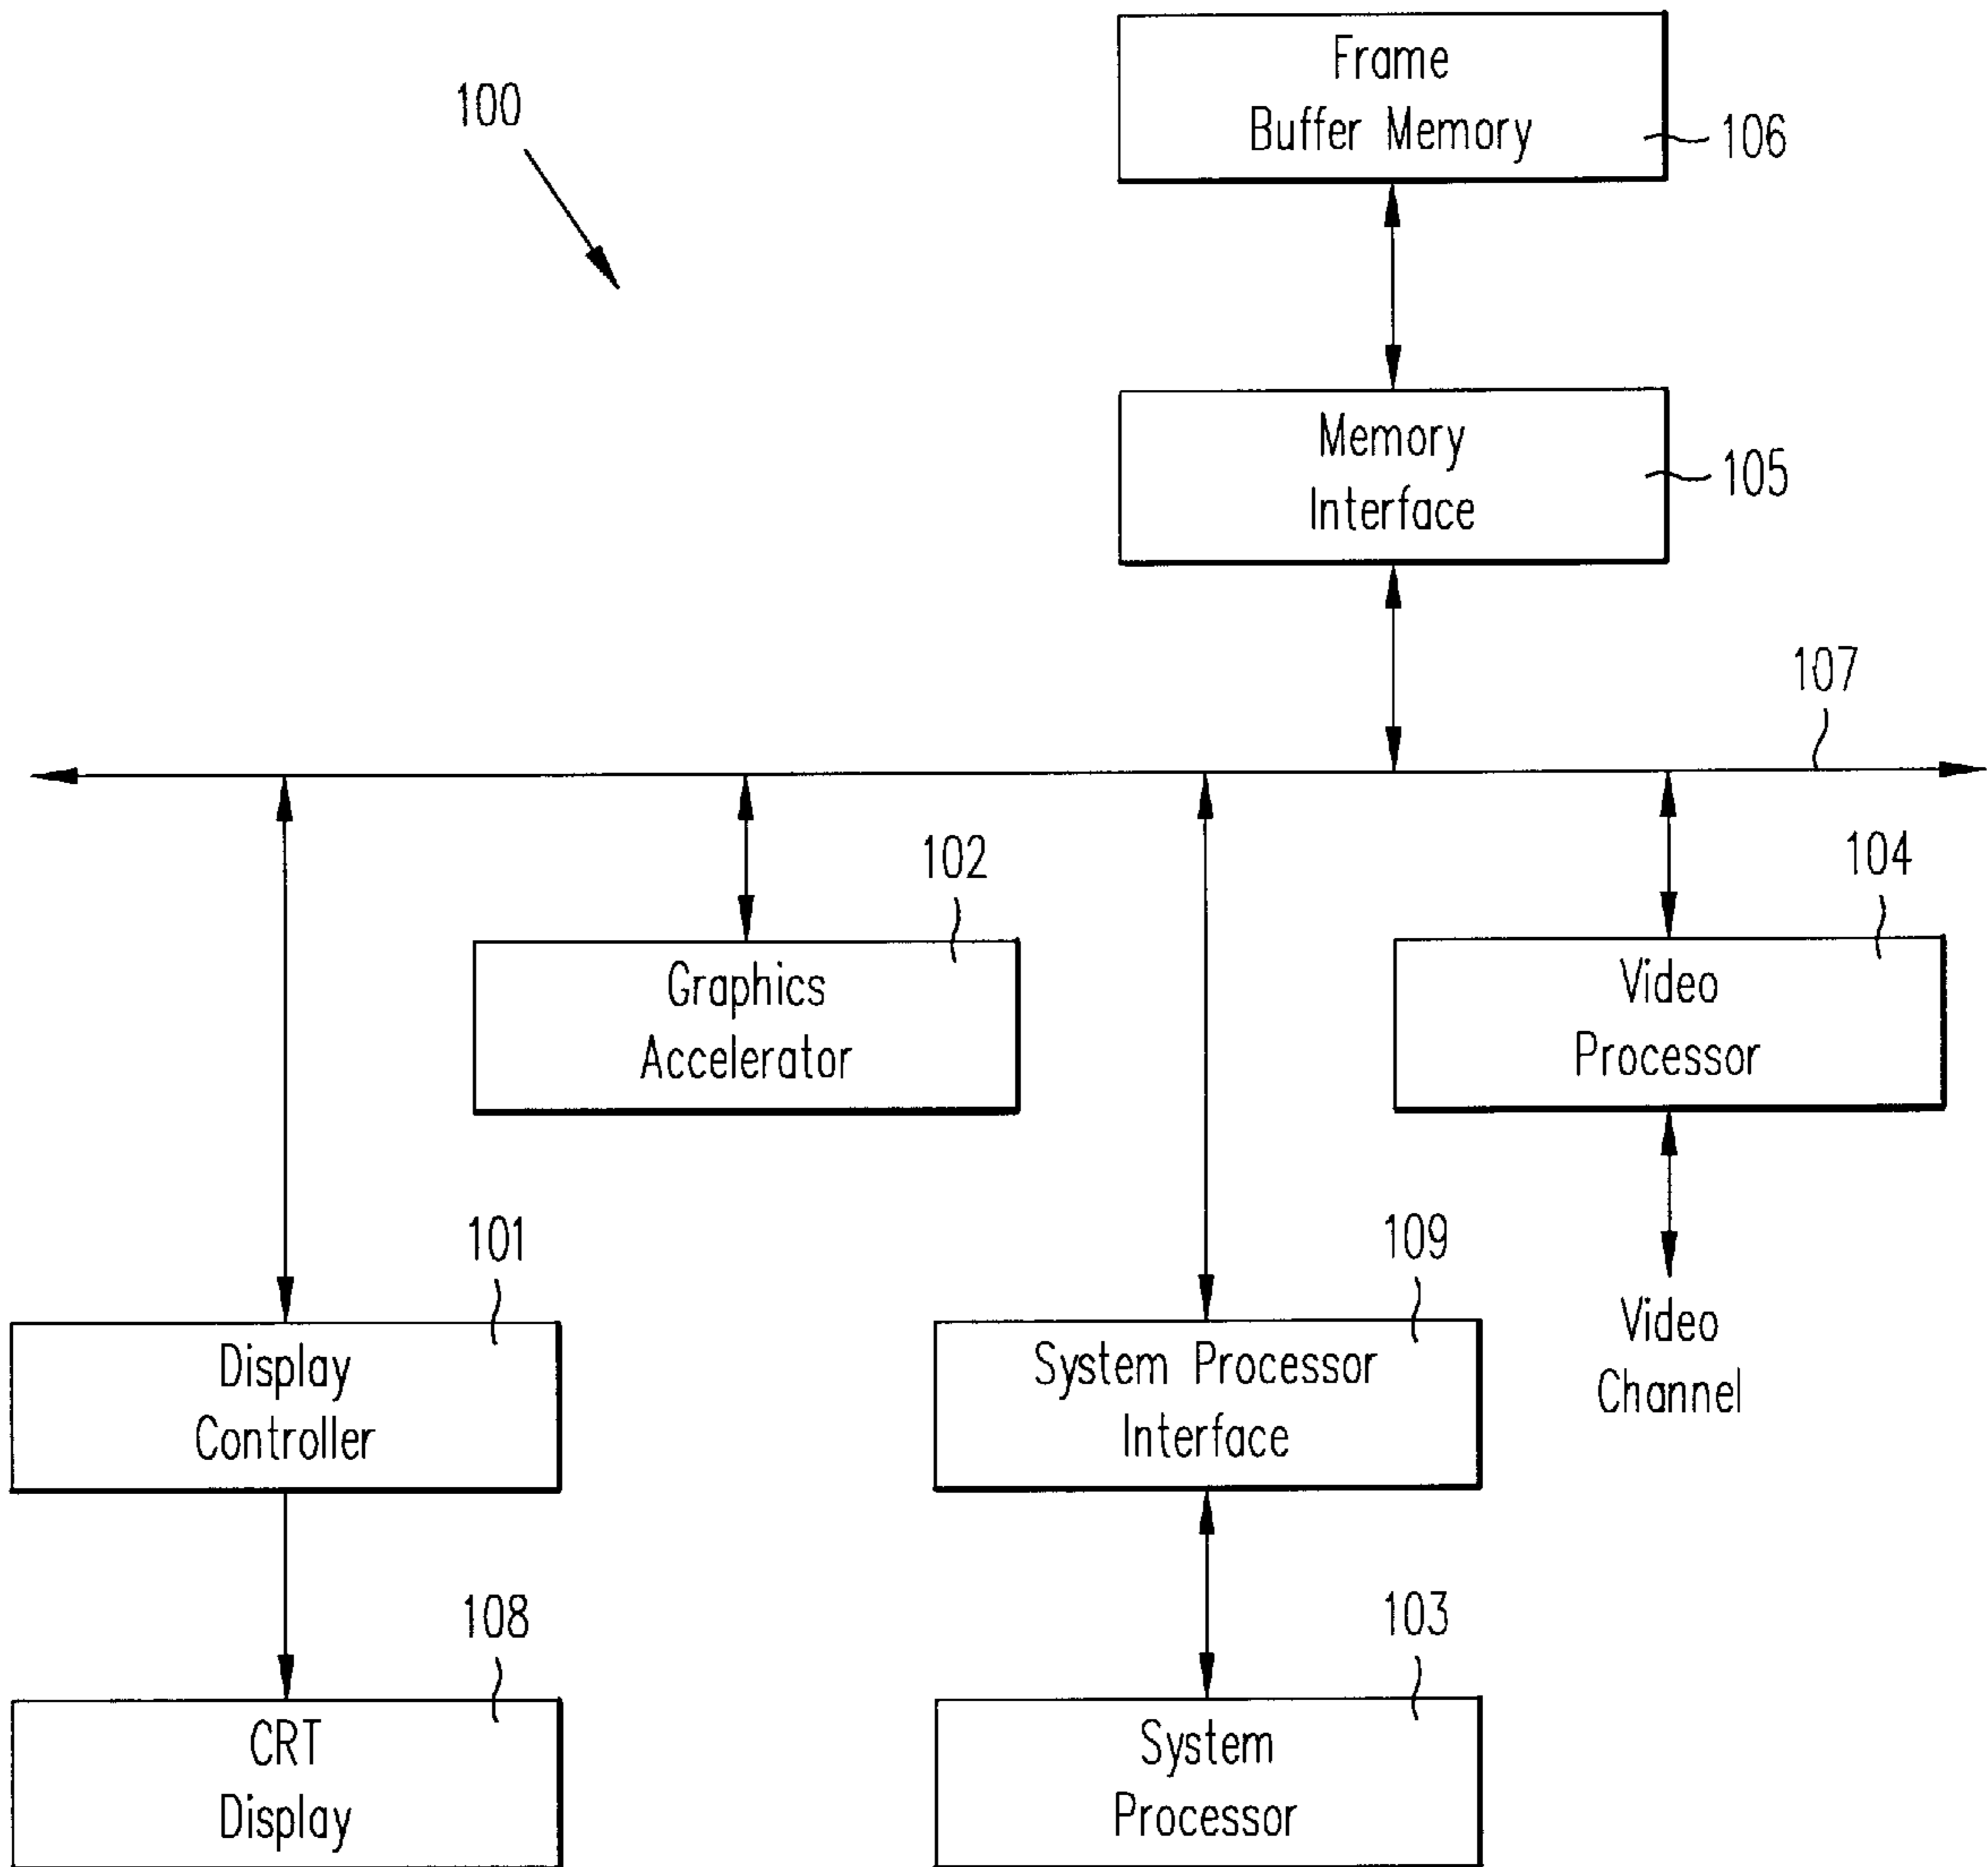 Frame
Buffer Memory
100
106
Memory
Interface
105
107
102
104
Graphics
Accelerator
Video
Processor
101
109
Display
Controller
System Processor
Interface
Video
Channel
108
103
CRT
Display
System
Processor